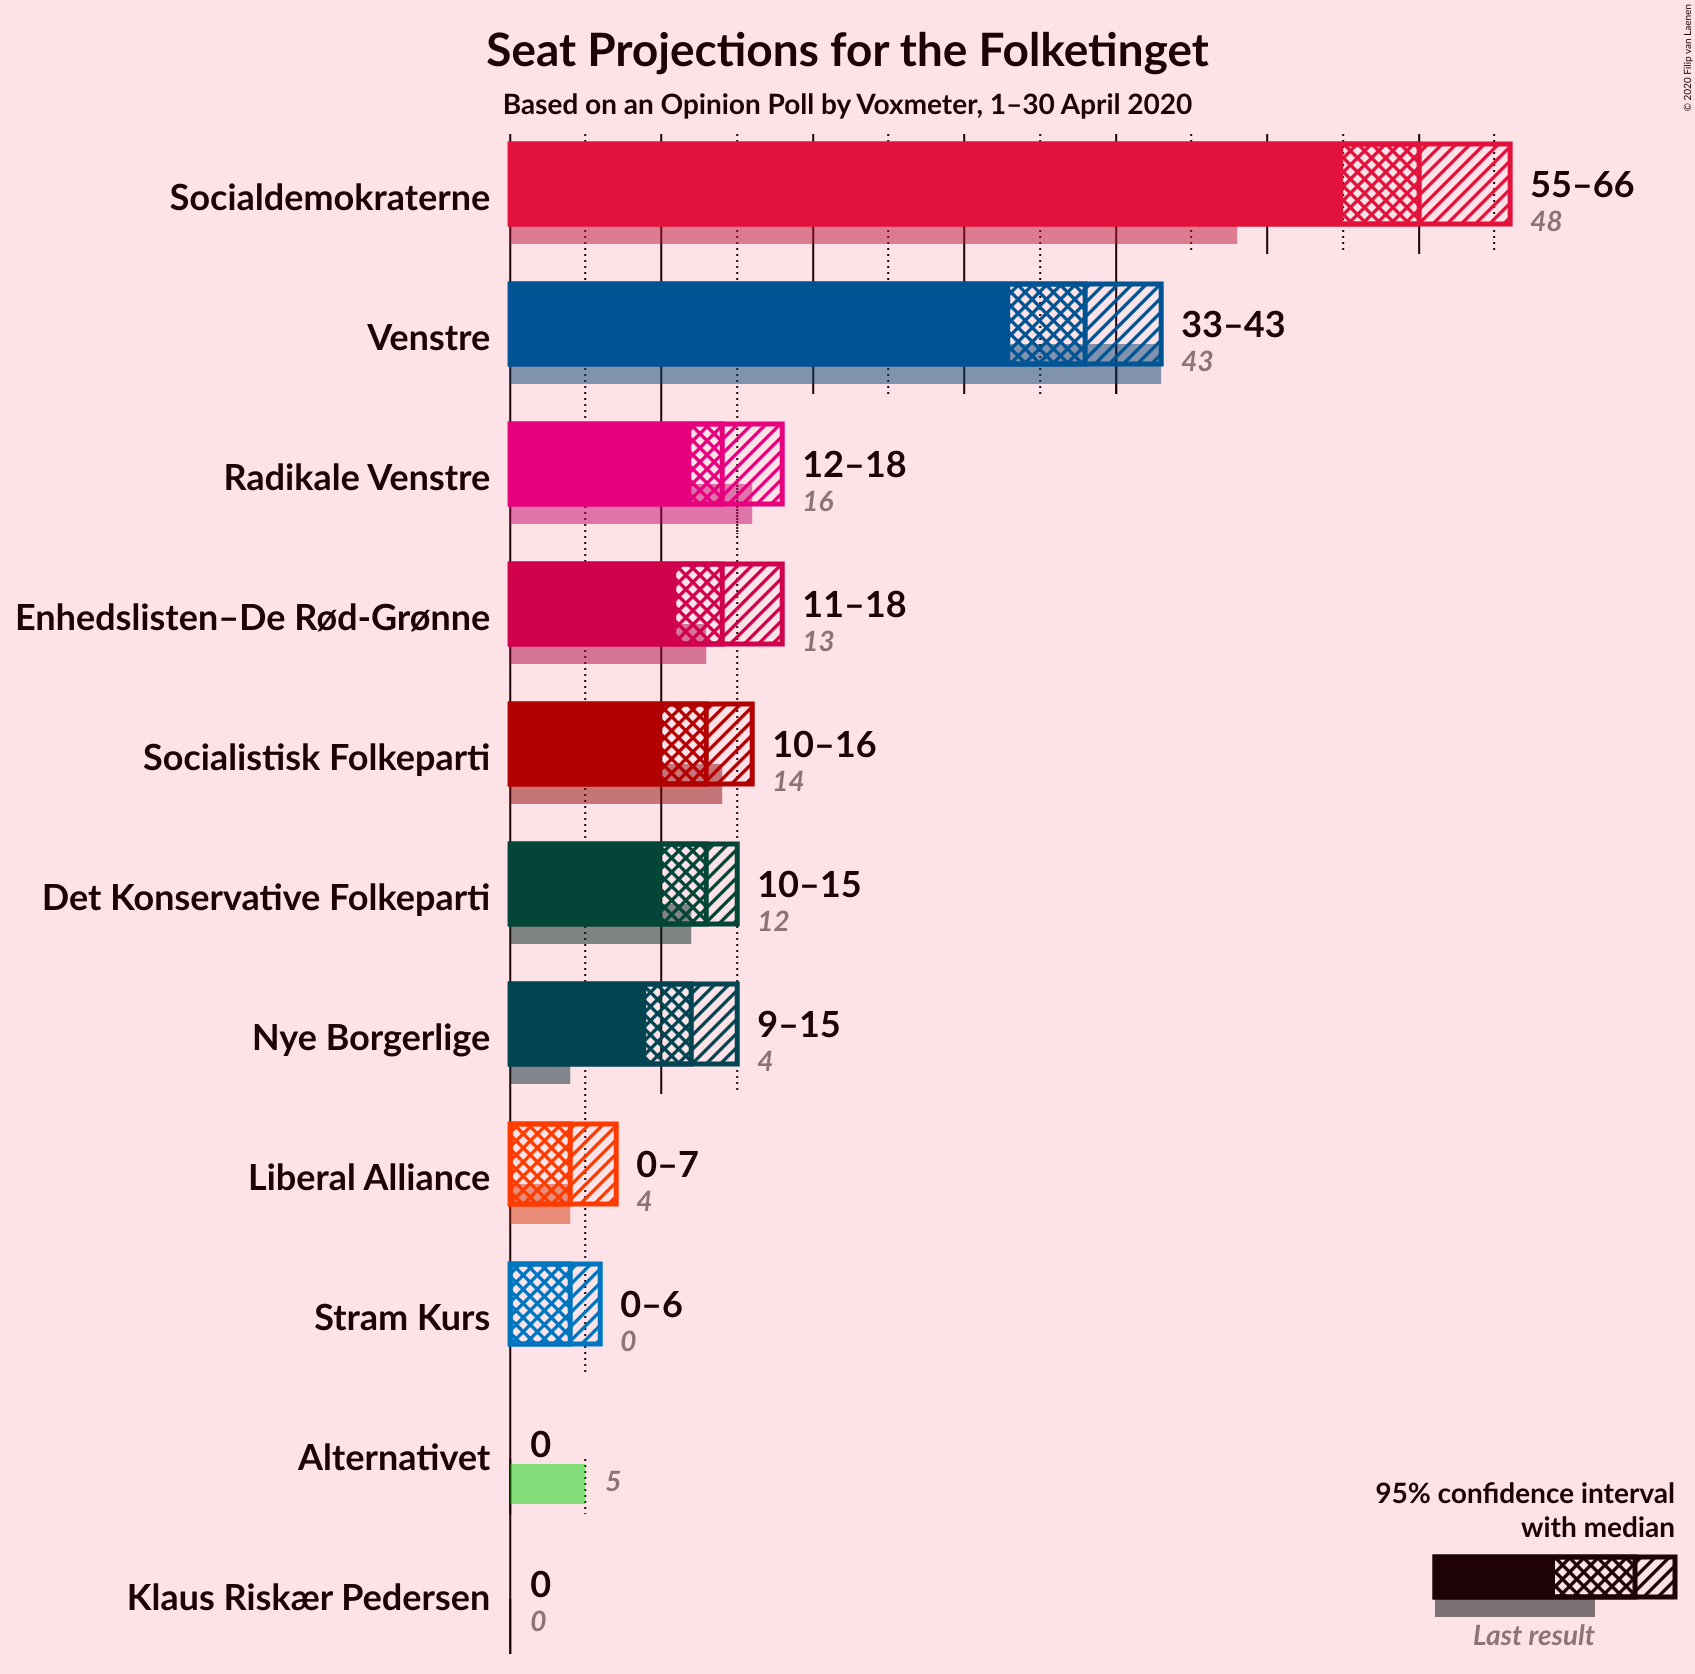 Seat Projections for the Folketinget
Based on an Opinion Poll by Voxmeter, 1–30 April 2020
© 2020 Filip van Laenen
Socialdemokraterne
55–66
48
Venstre
33–43
43
Radikale Venstre
12–18
16
Enhedslisten–De Rød-Grønne
11–18
13
Socialistisk Folkeparti
10–16
14
Det Konservative Folkeparti
10–15
12
Nye Borgerlige
9–15
4
Liberal Alliance
0–7
4
Stram Kurs
0–6
0
Alternativet
0
5
Klaus Riskær Pedersen
0
0
95% confidence interval
with median
Last result